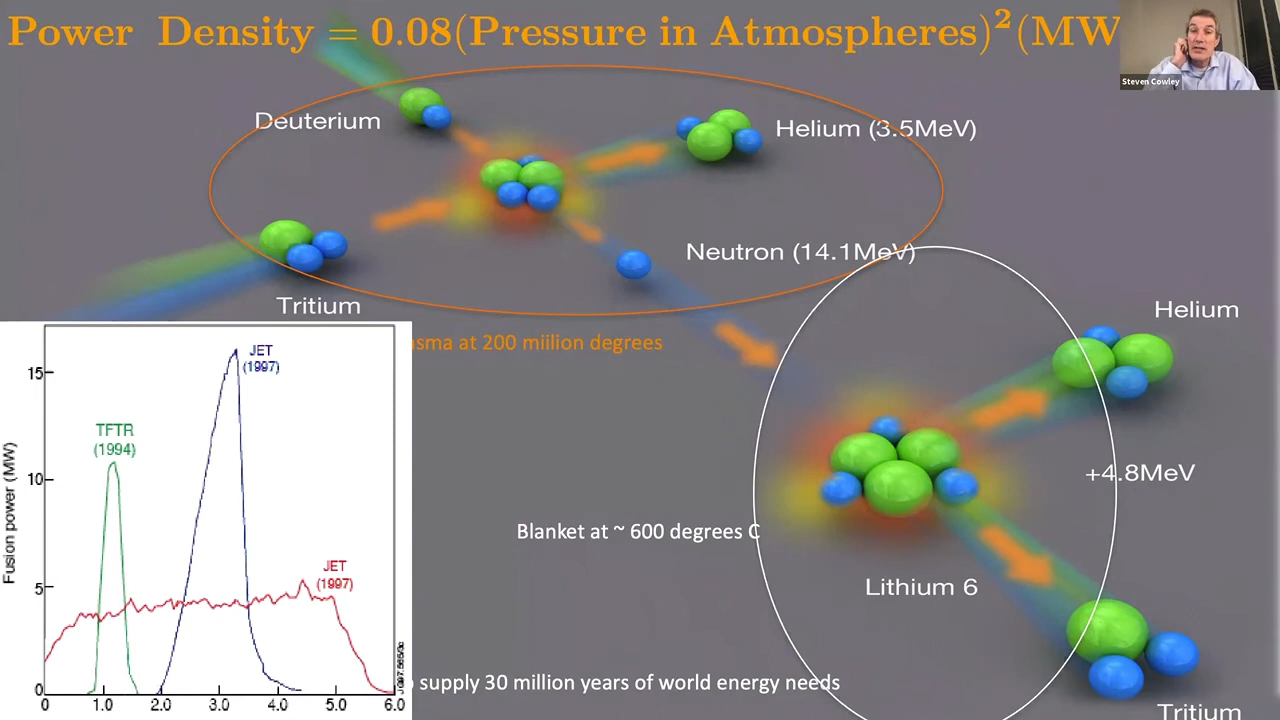 Power Density = 0.08(Pressure in Atmospheres)²(MW
Steven Cowley
Deuterium
Helium (3.5MeV)
Neutron (14.1MeV)
Tritium
Helium
asma at 200 miilion degrees
+4.8MeV
Blanket at ~ 600 degrees C
Lithium 6
supply 30 million years of world energy needs
Tritium
Fusion power (MW)
15
10
5
0
TFTR
(1994)
JET
(1997)
JET
(1997)
0
1.0
2.0
3.0
4.0
5.0
6.0